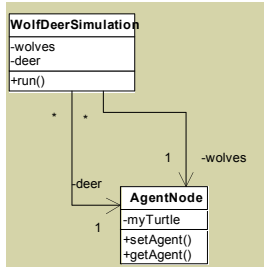 WolfDeerSimulation
-wolves
-deer
+run()
* *
1 -wolves
-deer
1
AgentNode
-myTurtle
+setAgent()
+getAgent()